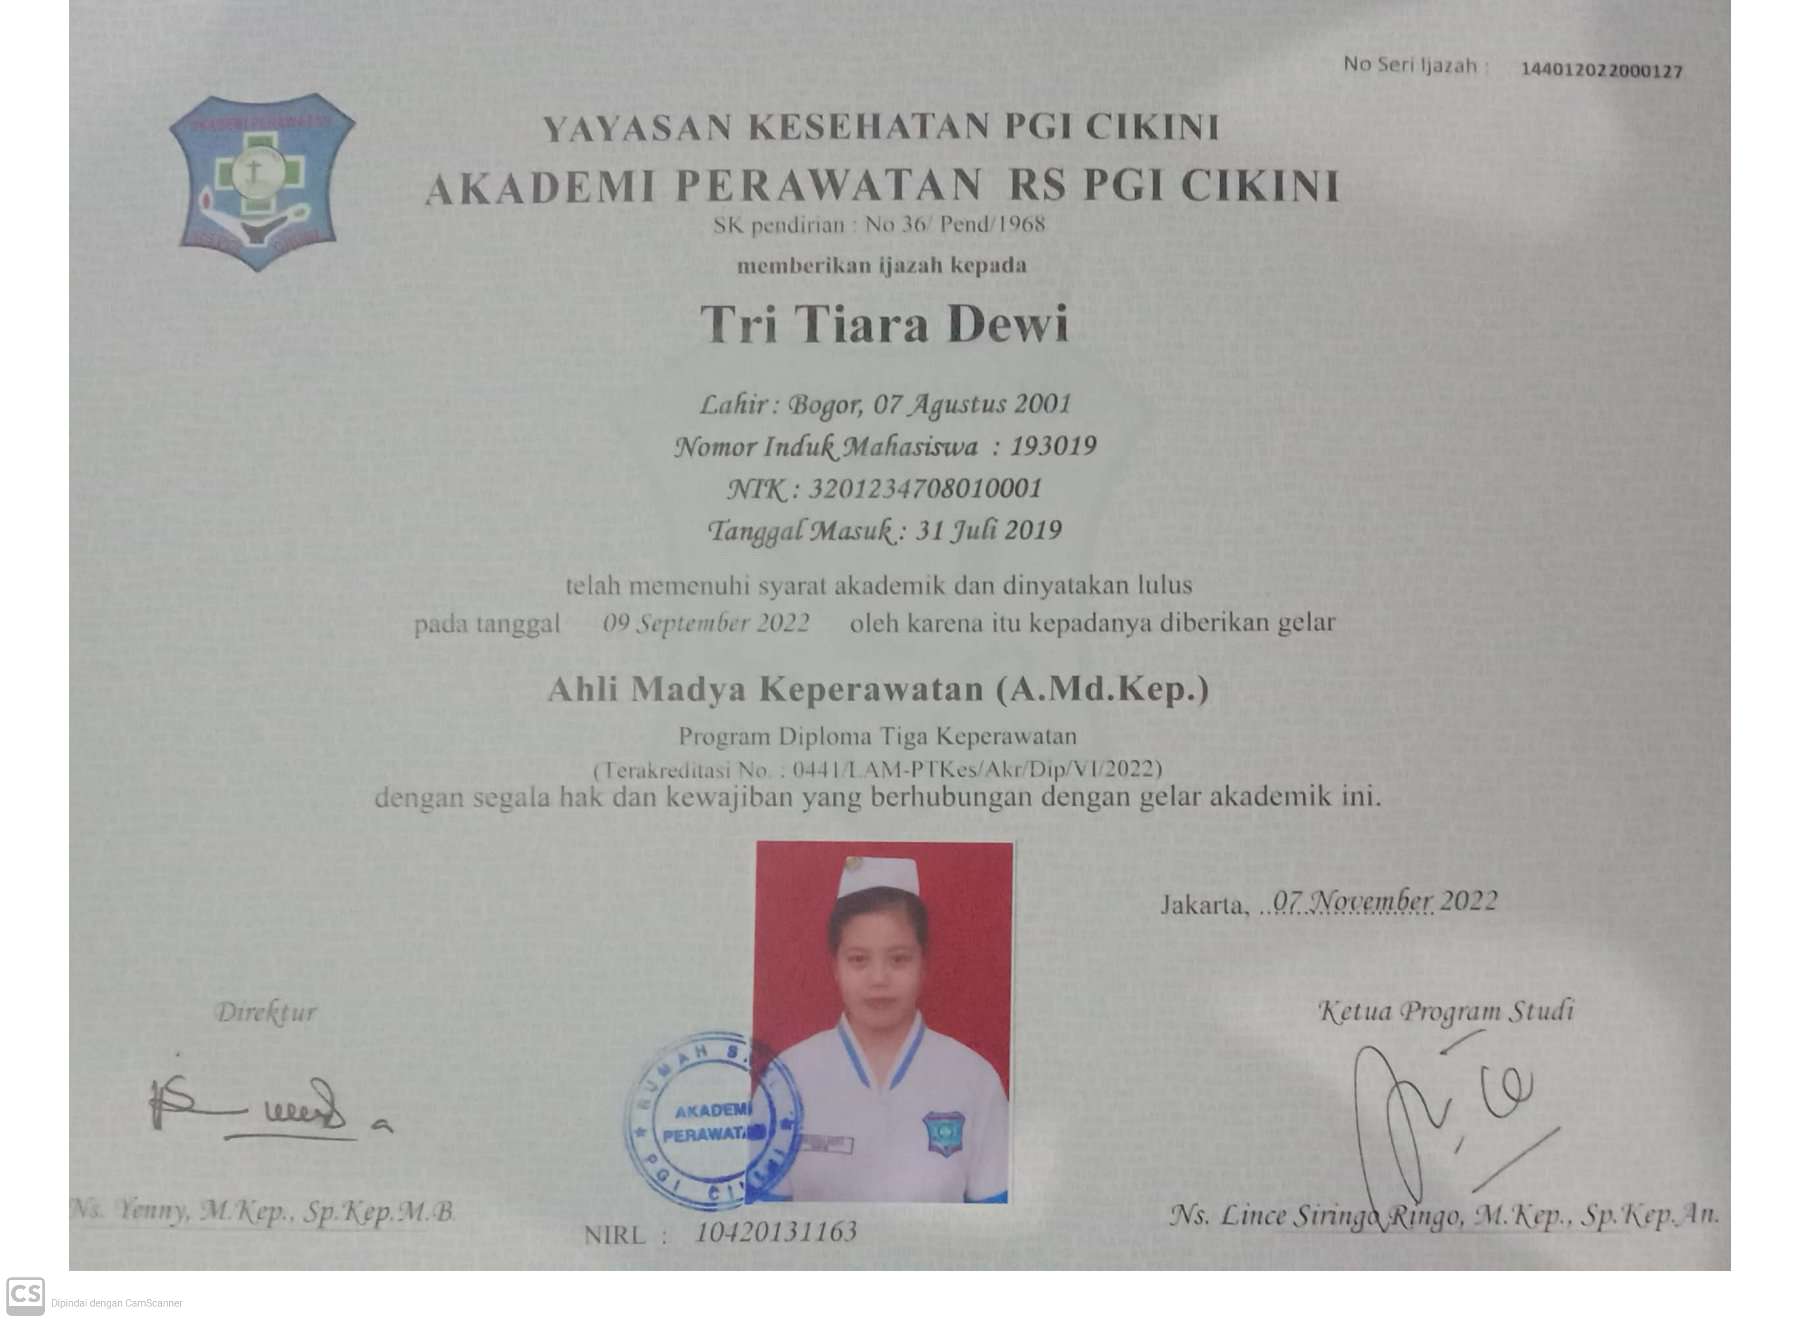 No Seri Ijazah : 144012022000127
AKADEMI PERAWATAN
YAYASAN KESEHATAN PGI CIKINI
AKADEMI PERAWATAN RS PGI CIKINI
SK pendirian : No 36/ Pend/1968
memberikan ijazah kepada
Tri Tiara Dewi
Lahir : Bogor, 07 Agustus 2001
Nomor Induk Mahasiswa : 193019
NIK : 3201234708010001
Tanggal Masuk : 31 Juli 2019
telah memenuhi syarat akademik dan dinyatakan lulus
pada tanggal 09 September 2022 oleh karena itu kepadanya diberikan gelar
Ahli Madya Keperawatan (A.Md.Kep.)
Program Diploma Tiga Keperawatan
(Terakreditasi No. : 0441/LAM-PTKes/Akr/Dip/VI/2022)
dengan segala hak dan kewajiban yang berhubungan dengan gelar akademik ini.
Jakarta, ..07 November 2022
Direktur
Ketua Program Studi
RUMAH S
AKADEMI
PERAWATAN
PGI CIKINI
Ns. Yenny, M.Kep., Sp.Kep.M.B.
Ns. Lince Siringo Ringo, M.Kep., Sp.Kep.An.
NIRL : 10420131163
CS Dipindai dengan CamScanner